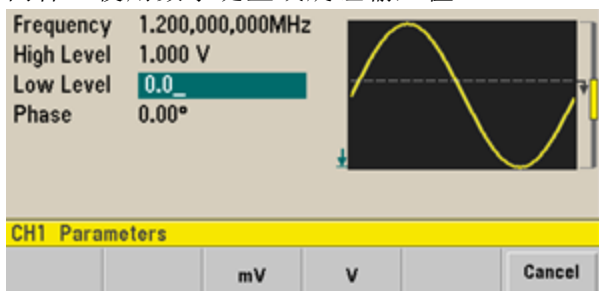 Frequency 1.200,000,000MHz
High Level 1.000 V
Low Level 0.0_
Phase 0.00°
CH1 Parameters
mV V Cancel